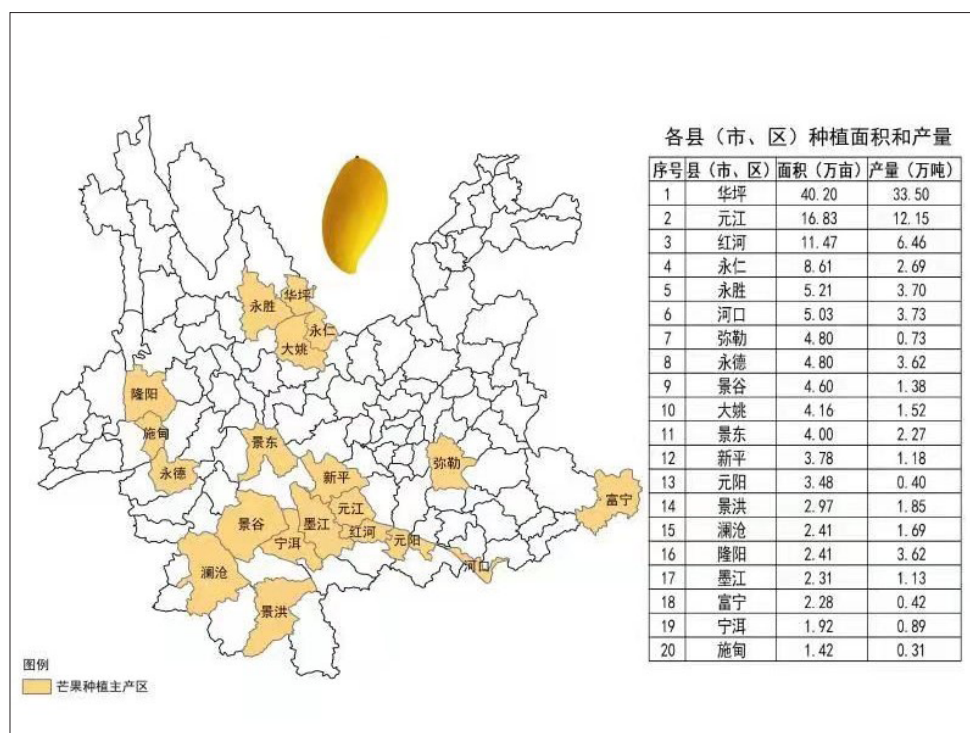 各县（市、区）种植面积和产量
序号 县（市、区） 面积（万亩） 产量（万吨）
1 华坪 40.20 33.50
2 元江 16.83 12.15
3 红河 11.47 6.46
4 永仁 8.61 2.69
5 永胜 5.21 3.70
6 河口 5.03 3.73
7 弥勒 4.80 0.73
8 永德 4.80 3.62
9 景谷 4.60 1.38
10 大姚 4.16 1.52
11 景东 4.00 2.27
12 新平 3.78 1.18
13 元阳 3.48 0.40
14 景洪 2.97 1.85
15 澜沧 2.41 1.69
16 隆阳 2.41 3.62
17 墨江 2.31 1.13
18 富宁 2.28 0.42
19 宁洱 1.92 0.89
20 施甸 1.42 0.31
华坪
永胜
永仁
大姚
隆阳
施甸
永德
景东
弥勒
新平
富宁
元江
景谷
墨江
红河
宁洱
元阳
河口
澜沧
景洪
图例
芒果种植主产区